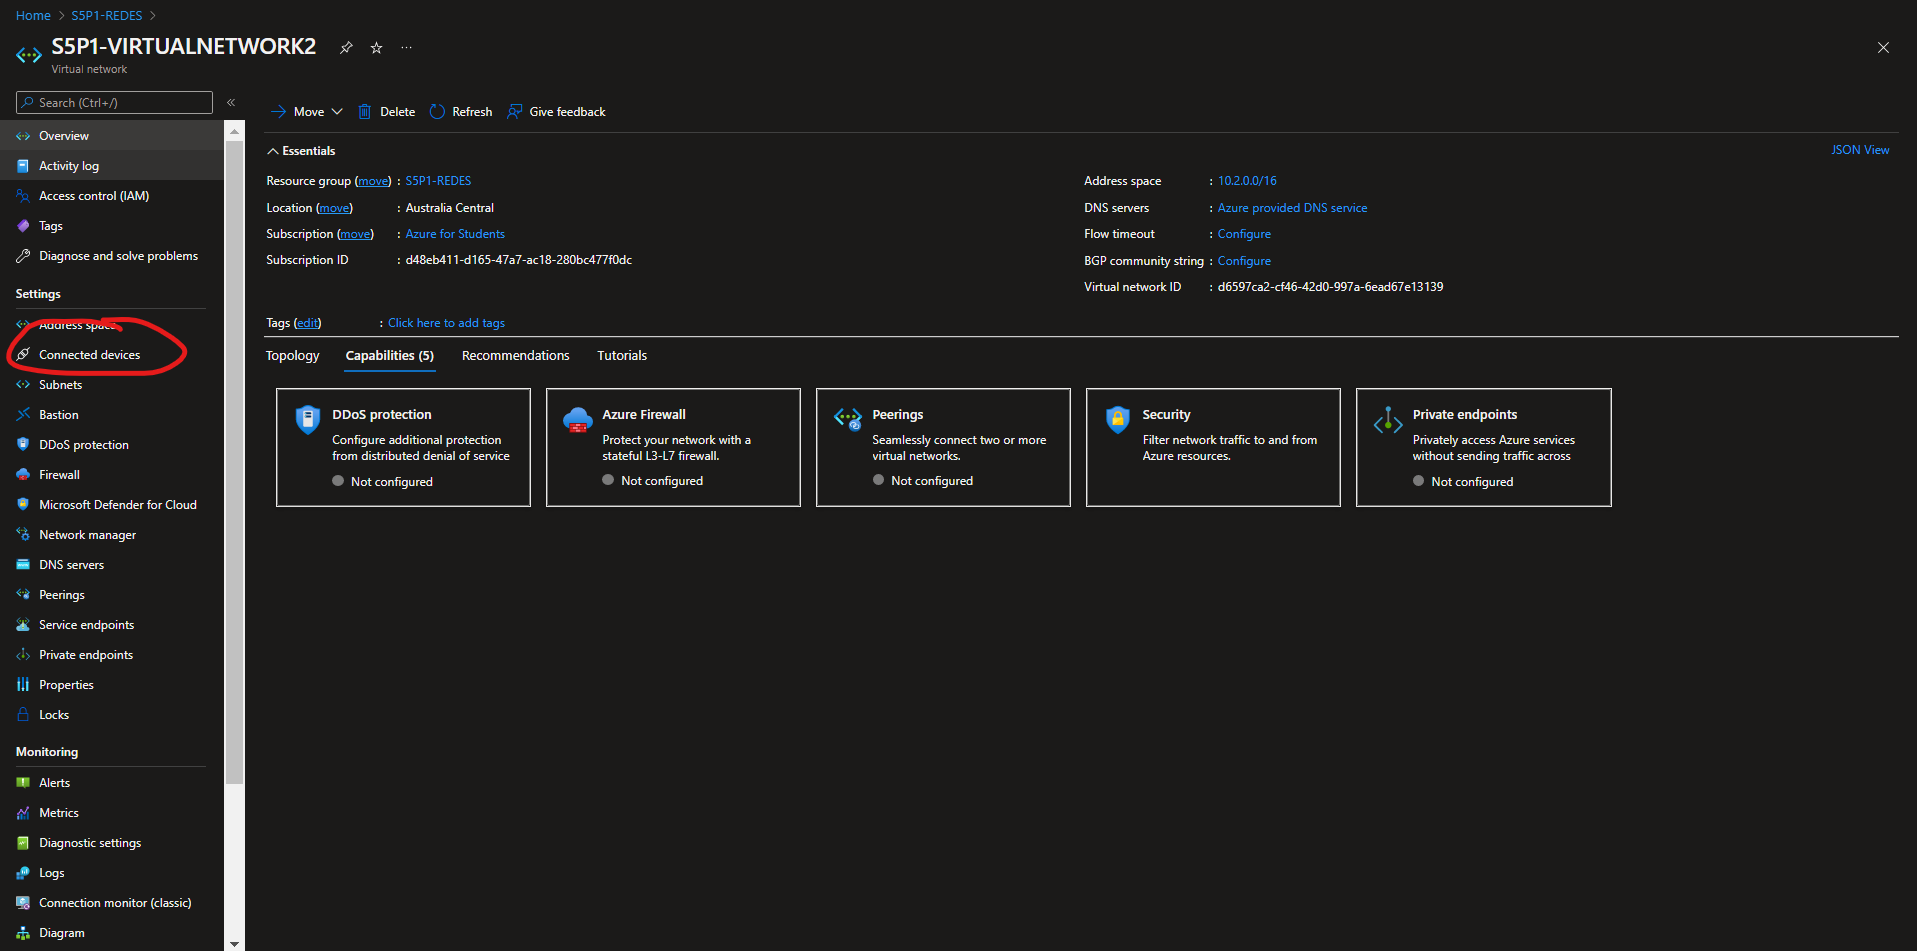 Home > S5P1-REDES >
S5P1-VIRTUALNETWORK2 ...
Virtual network
Search (Ctrl+/) «
Overview
Activity log
Access control (IAM)
Tags
Diagnose and solve problems
Settings
Address space
Connected devices
Subnets
Bastion
DDoS protection
Firewall
Microsoft Defender for Cloud
Network manager
DNS servers
Peerings
Service endpoints
Private endpoints
Properties
Locks
Monitoring
Alerts
Metrics
Diagnostic settings
Logs
Connection monitor (classic)
Diagram
Move Delete Refresh Give feedback
Essentials
JSON View
Resource group (move) : S5P1-REDES
Location (move) : Australia Central
Subscription (move) : Azure for Students
Subscription ID : d48eb411-d165-47a7-ac18-280bc477f0dc
Address space : 10.2.0.0/16
DNS servers : Azure provided DNS service
Flow timeout : Configure
BGP community string : Configure
Virtual network ID : d6597ca2-cf46-42d0-997a-6ead67e13139
Tags (edit) : Click here to add tags
Topology Capabilities (5) Recommendations Tutorials
DDoS protection
Configure additional protection
from distributed denial of service
Not configured
Azure Firewall
Protect your network with a
stateful L3-L7 firewall.
Not configured
Peerings
Seamlessly connect two or more
virtual networks.
Not configured
Security
Filter network traffic to and from
Azure resources.
Private endpoints
Privately access Azure services
without sending traffic across
Not configured